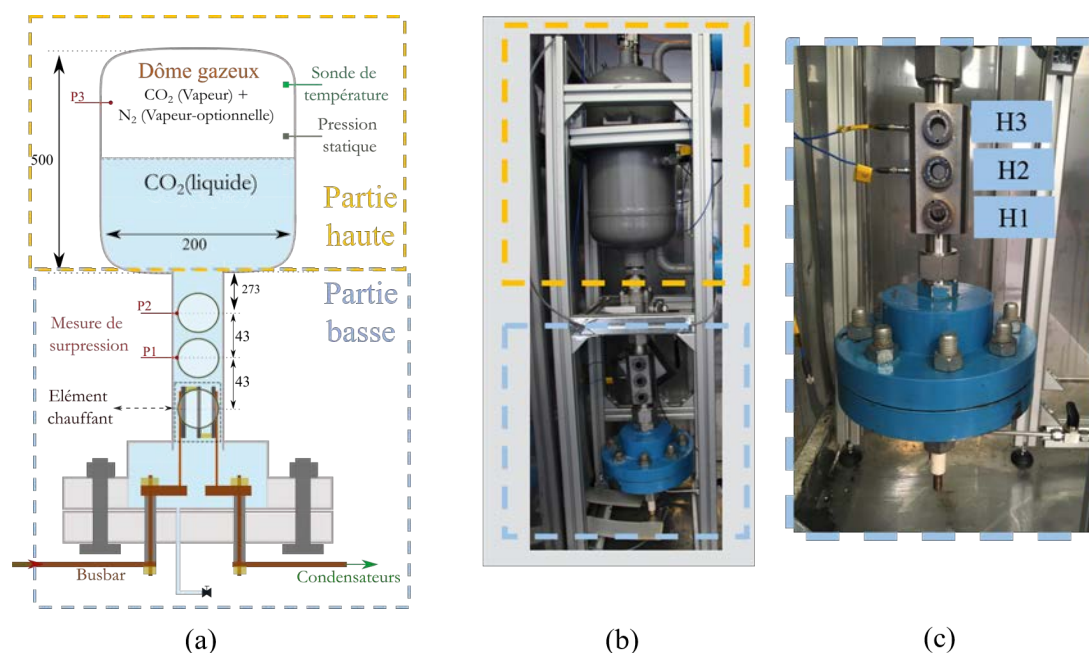 Dôme gazeux
CO₂ (Vapeur) +
N₂ (Vapeur-optionnelle)
P3
Sonde de
température
Pression
statique
500
CO₂(liquide)
Partie
haute
200
273
Partie
basse
P2
Mesure de
surpression
43
P1
43
Elément
chauffant
Busbar
Condensateurs
H3
H2
H1
(a)
(b)
(c)